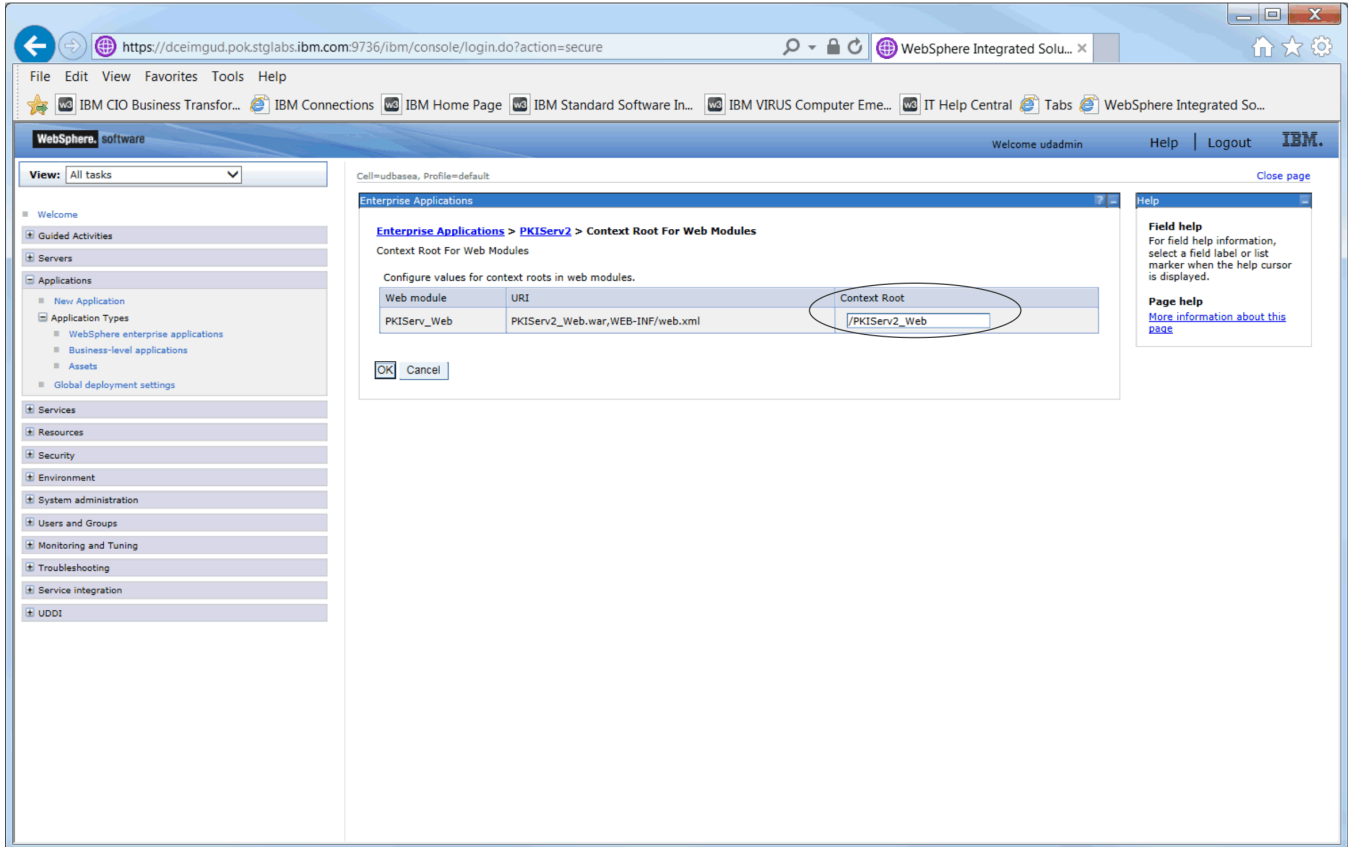 https://dceimgud.pok.stglabs.ibm.com:9736/ibm/console/login.do?action=secure
WebSphere Integrated Solu...
File Edit View Favorites Tools Help
IBM CIO Business Transfor... IBM Connections IBM Home Page IBM Standard Software In... IBM VIRUS Computer Eme... IT Help Central Tabs WebSphere Integrated So...
WebSphere. software Welcome udadmin Help | Logout IBM.
View: All tasks
Welcome
Guided Activities
Servers
Applications
New Application
Application Types
WebSphere enterprise applications
Business-level applications
Assets
Global deployment settings
Services
Resources
Security
Environment
System administration
Users and Groups
Monitoring and Tuning
Troubleshooting
Service integration
UDDI
Cell=udbasea, Profile=default Close page
Enterprise Applications ?
Enterprise Applications > PKIServ2 > Context Root For Web Modules
Context Root For Web Modules
Configure values for context roots in web modules.
Web module URI Context Root
PKIServ_Web PKIServ2_Web.war,WEB-INF/web.xml /PKIServ2_Web
OK Cancel
Help
Field help
For field help information,
select a field label or list
marker when the help cursor
is displayed.
Page help
More information about this
page